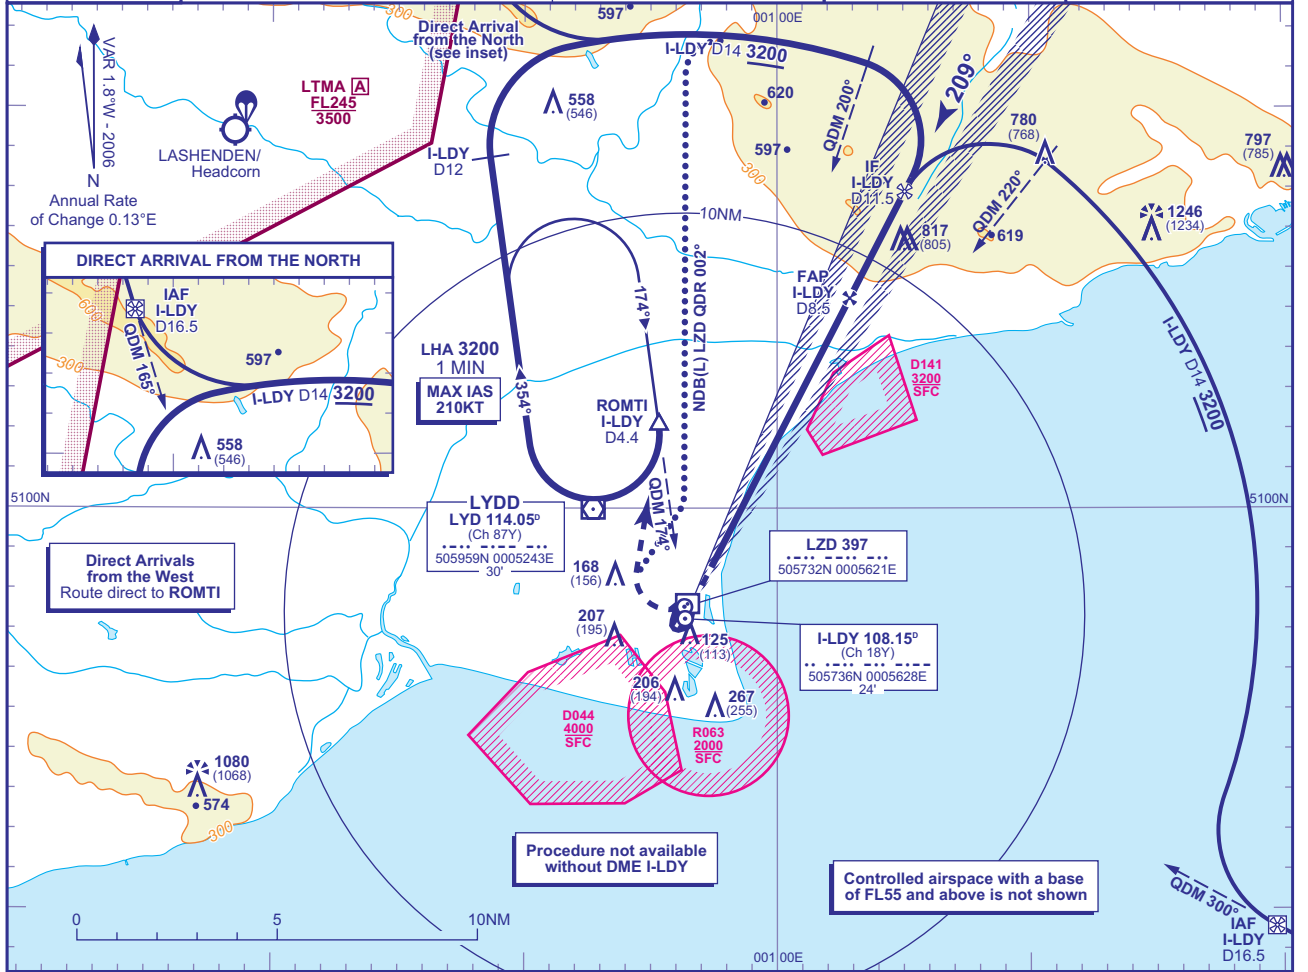 300
597
001 00E
Direct Arrival
from the North
(see inset)
I-LDY D14 3200
VAR 1.8°W - 2006
N
Annual Rate
of Change 0.13°E
LTMA A
FL245
3500
LASHENDEN/
Headcorn
558
(546)
620
597
300
QDM 200°
209°
780
(768)
797
(785)
I-LDY
D12
IF
I-LDY
D11.5
QDM 220°
619
1246
(1234)
817
(805)
10NM
FAP
I-LDY
D8.5
174°
NDB(L) LZD QDR 002°
I-LDY D14 3200
DIRECT ARRIVAL FROM THE NORTH
IAF
I-LDY
D16.5
600
300
QDM 165°
597
I-LDY D14 3200
558
(546)
LHA 3200
1 MIN
MAX IAS
210KT
354°
ROMTI
I-LDY
D4.4
D141
3200
SFC
5100N
5100N
QDM 174°
LYDD
LYD 114.05D
(Ch 87Y)
505959N 0005243E
30'
LZD 397
505732N 0005621E
Direct Arrivals
from the West
Route direct to ROMTI
168
(156)
207
(195)
125
(113)
I-LDY 108.15D
(Ch 18Y)
505736N 0005628E
24'
206
(194)
267
(255)
D044
4000
SFC
R063
2000
SFC
1080
(1068)
574
300
Procedure not available
without DME I-LDY
Controlled airspace with a base
of FL55 and above is not shown
QDM 300°
IAF
I-LDY
D16.5
0 5 10NM
001 00E